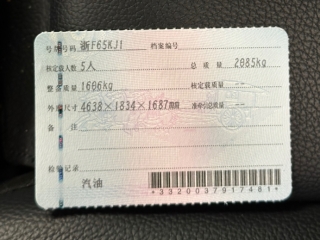 号牌号码 浙F65KJ1 档案编号
核定载人数 5人 总质量 2085kg
整备质量 1606kg 核定载质量 --
外廓尺寸 4638×1834×1687mm 准牵引总质量 --
备注
检验记录
汽油
*3320037917481*